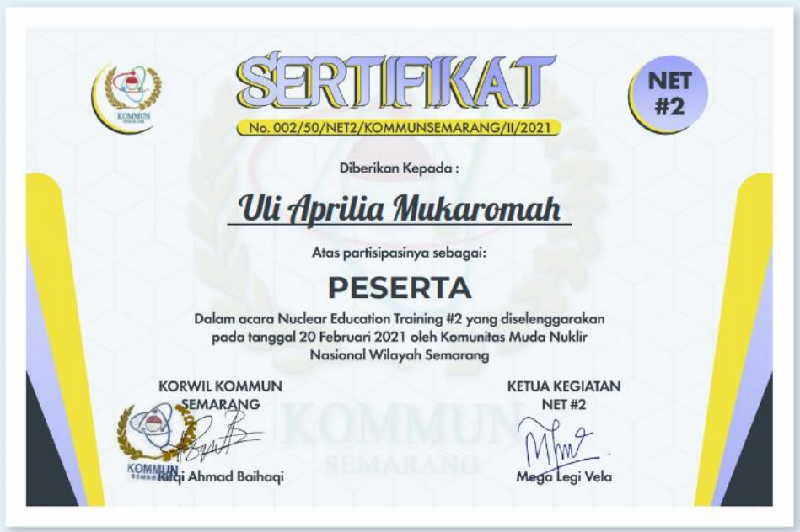 KOMMUN
SEMARANG
SERTIFIKAT
NET
#2
No. 002/50/NET2/KOMMUNSEMARANG/II/2021
Diberikan Kepada :
Uli Aprilia Mukaromah
Atas partisipasinya sebagai:
PESERTA
Dalam acara Nuclear Education Training #2 yang diselenggarakan
pada tanggal 20 Februari 2021 oleh Komunitas Muda Nuklir
Nasional Wilayah Semarang
KORWIL KOMMUN
SEMARANG
KETUA KEGIATAN
NET #2
KOMMUN
SEMARANG
KOMMUN
SEMARANG
Ahmad Baihaqi
Mega Legi Vela